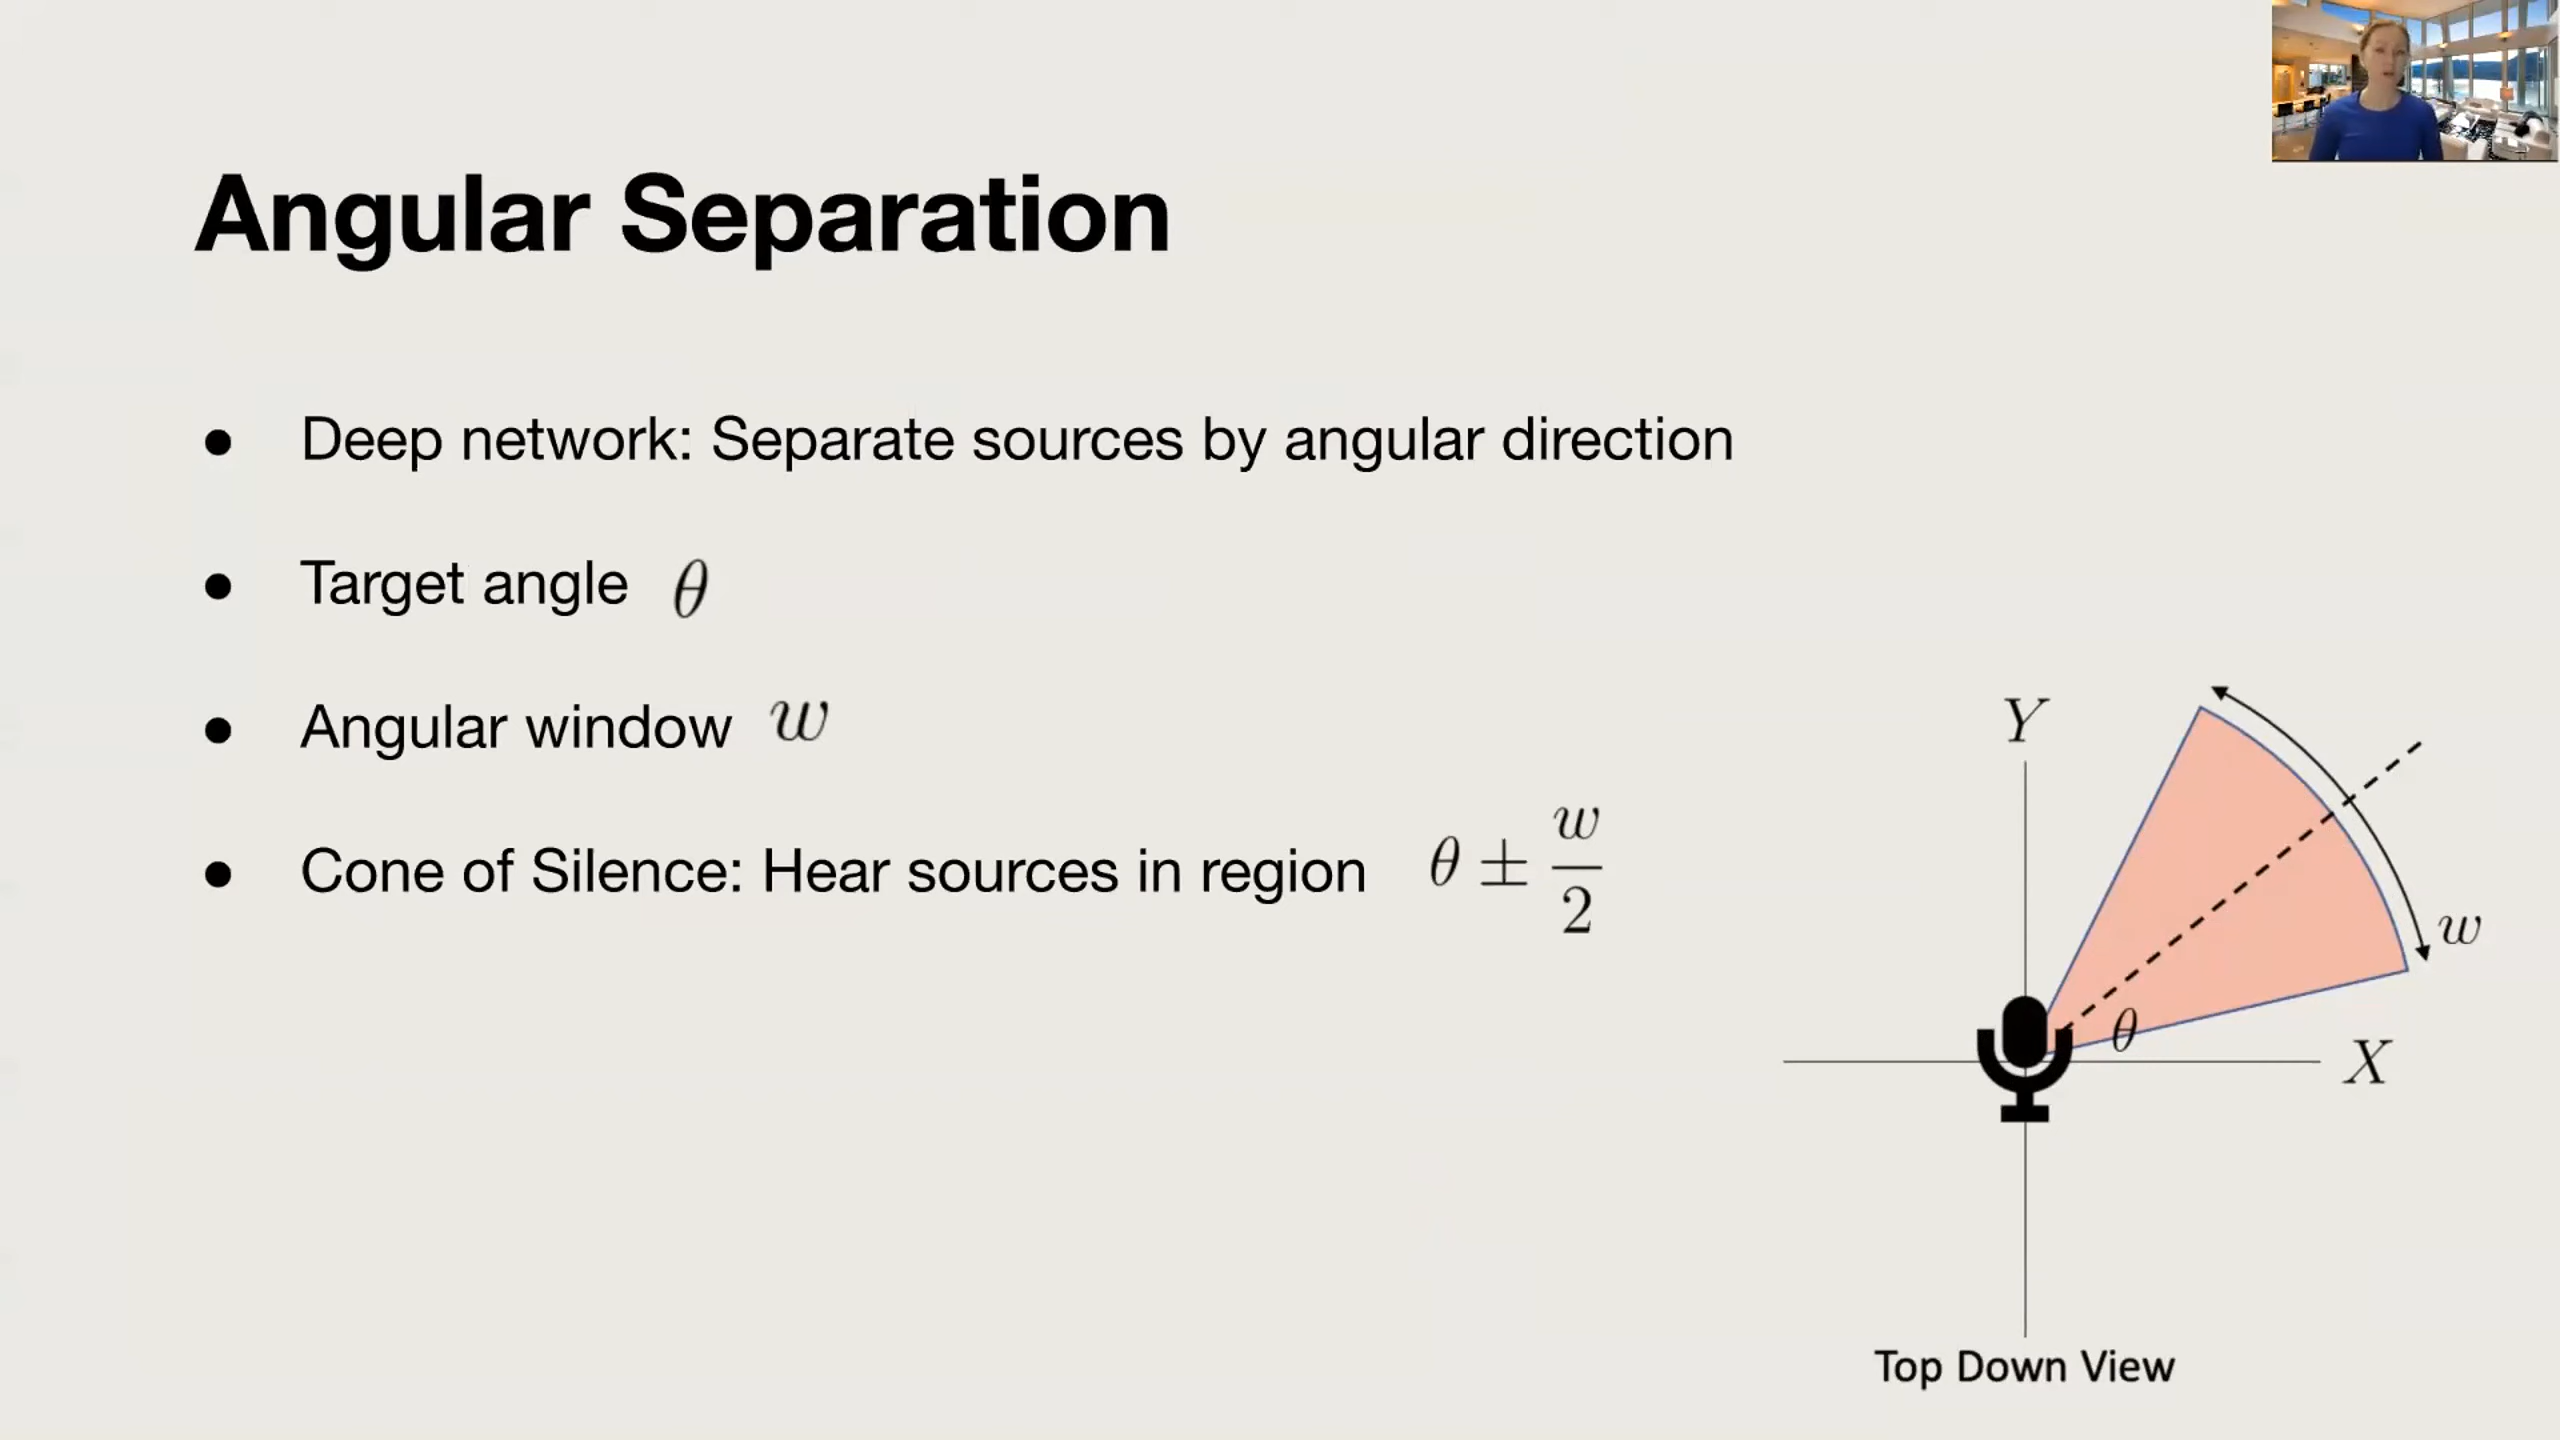 Angular Separation
● Deep network: Separate sources by angular direction
● Target angle θ
● Angular window w
● Cone of Silence: Hear sources in region θ ± w/2
Y
w
θ
X
Top Down View